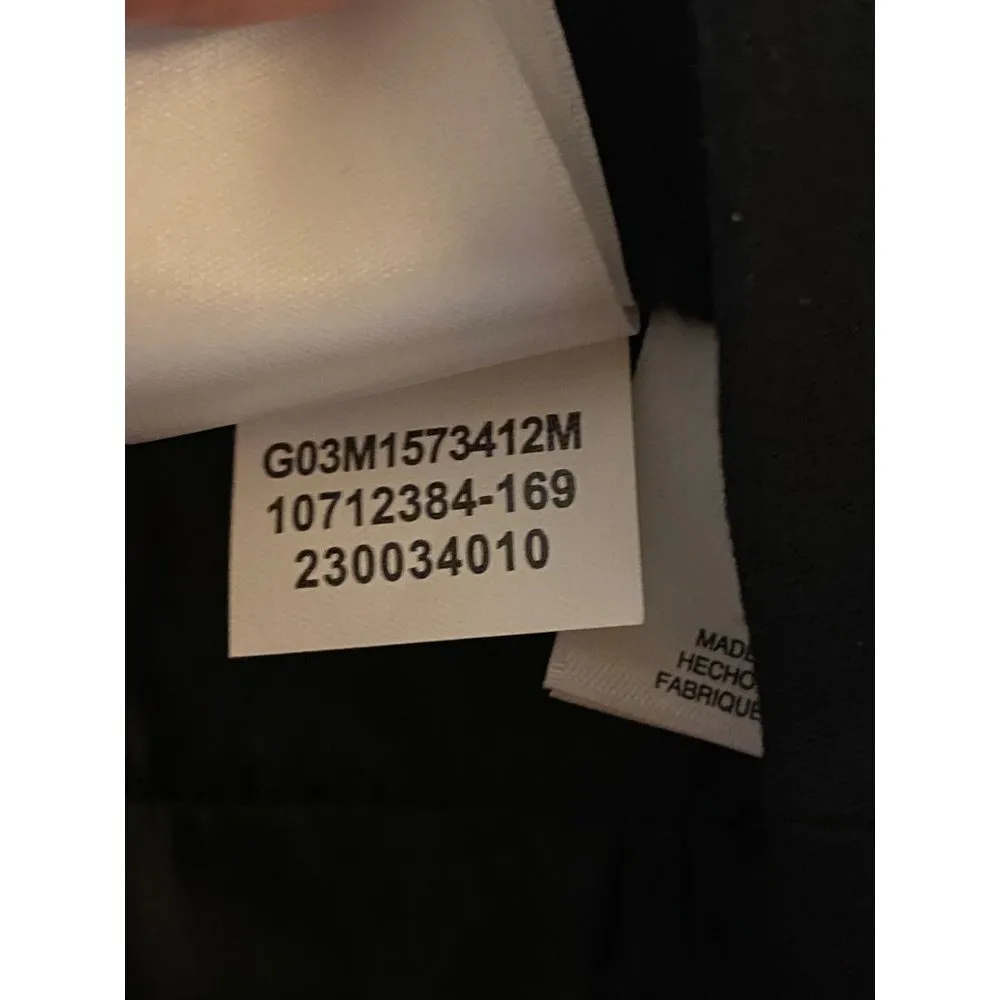 G03M1573412M
10712384-169
230034010
MADE
HECHO
FABRIQUE